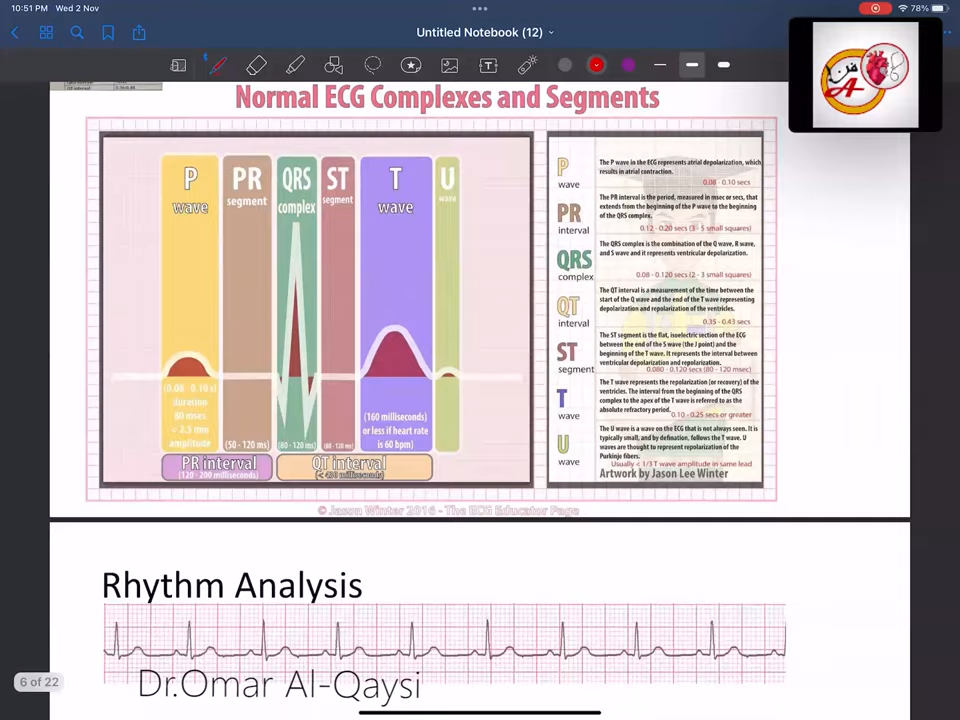 10:51 PM Wed 2 Nov
78%
Untitled Notebook (12)
فن
A
Normal ECG Complexes and Segments
P
wave
PR
segment
QRS
complex
ST
segment
T
wave
U
wave
(0.08 - 0.10 s)
duration
80 msecs
< 2.5 mm
amplitude
(50 - 120 ms)
(80 - 120 ms)
(80 - 120 ms)
(160 milliseconds)
or less if heart rate
is 60 bpm)
PR interval
(120 - 200 milliseconds)
QT interval
P
wave
The P wave in the ECG represents atrial depolarization, which
results in atrial contraction.
0.08 - 0.10 secs
PR
interval
The PR interval is the period, measured in msec or secs, that
extends from the beginning of the P wave to the beginning
of the QRS complex.
0.12 - 0.20 secs (3 - 5 small squares)
QRS
complex
The QRS complex is the combination of the Q wave, R wave,
and S wave and it represents ventricular depolarization.
0.08 - 0.120 secs (2 - 3 small squares)
QT
interval
The QT interval is a measurement of the time between the
start of the Q wave and the end of the T wave representing
depolarization and repolarization of the ventricles.
0.35 - 0.43 secs
ST
segment
The ST segment is the flat, isoelectric section of the ECG
between the end of the S wave (the J point) and the
beginning of the T wave. It represents the interval between
ventricular depolarization and repolarization.
0.080 - 0.120 secs (80 - 120 msec)
T
wave
The T wave represents the repolarization (or recovery) of the
ventricles. The interval from the beginning of the QRS
complex to the apex of the T wave is referred to as the
absolute refractory period.
0.10 - 0.25 secs or greater
U
wave
The U wave is a wave on the ECG that is not always seen. It is
typically small, and by definition, follows the T wave. U
waves are thought to represent repolarization of the
Purkinje fibers.
Usually < 1/3 T wave amplitude in same lead
Artwork by Jason Lee Winter
© Jason Winter 2016 - The ECG Educator Page
Rhythm Analysis
Dr.Omar Al-Qaysi
6 of 22